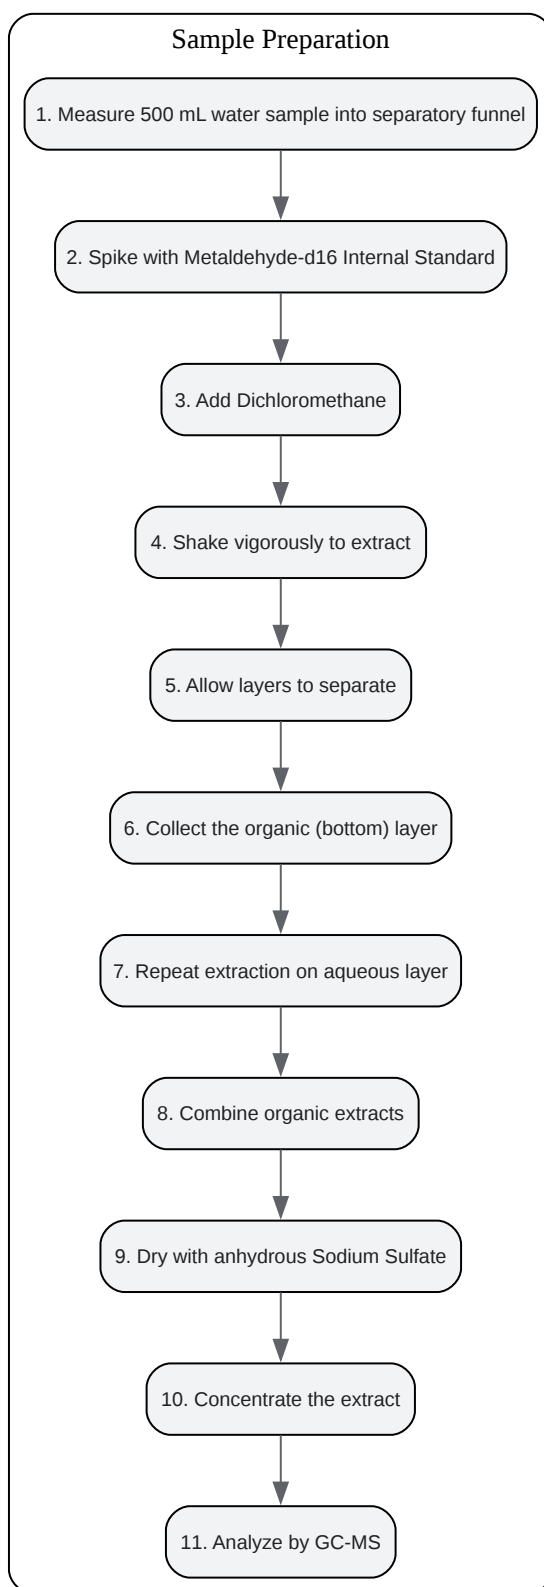 Sample Preparation
1. Measure 500 mL water sample into separatory funnel
2. Spike with Metaldehyde-d16 Internal Standard
3. Add Dichloromethane
4. Shake vigorously to extract
5. Allow layers to separate
6. Collect the organic (bottom) layer
7. Repeat extraction on aqueous layer
8. Combine organic extracts
9. Dry with anhydrous Sodium Sulfate
10. Concentrate the extract
11. Analyze by GC-MS